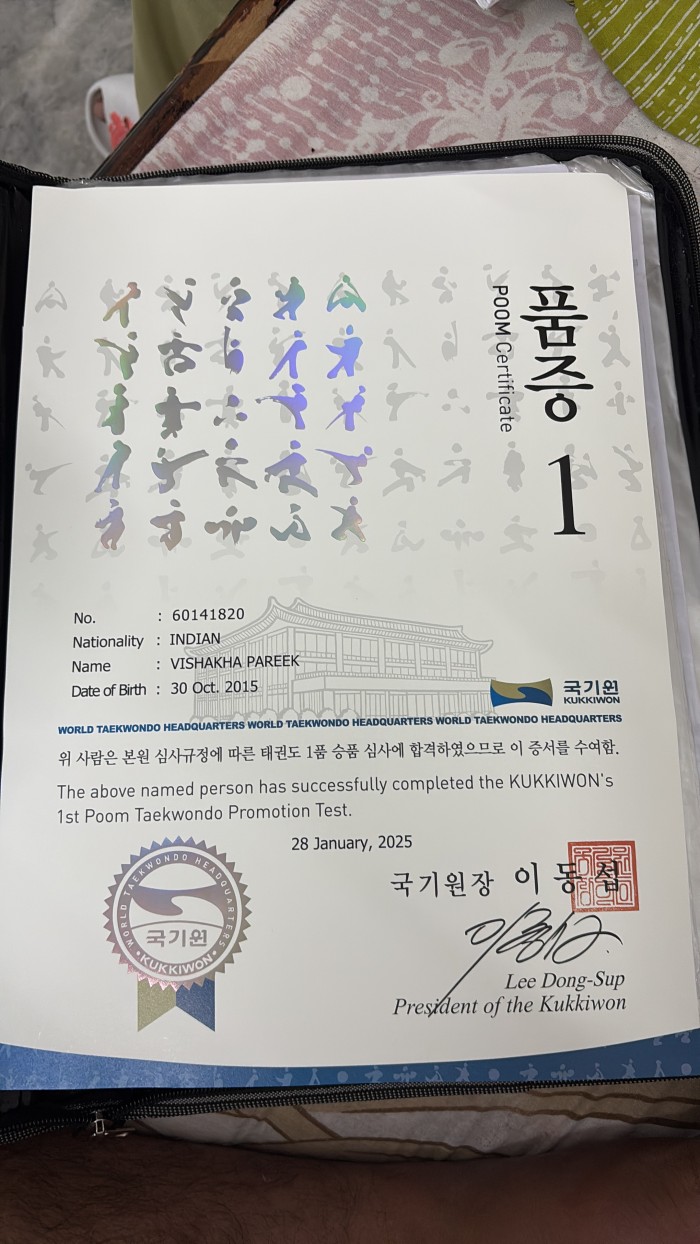 품증 1
POOM Certificate
No. : 60141820
Nationality : INDIAN
Name : VISHAKHA PAREEK
Date of Birth : 30 Oct. 2015
국기원
KUKKIWON
WORLD TAEKWONDO HEADQUARTERS WORLD TAEKWONDO HEADQUARTERS WORLD TAEKWONDO HEADQUARTERS
위 사람은 본원 심사규정에 따른 태권도 1품 승품 심사에 합격하였으므로 이 증서를 수여함.
The above named person has successfully completed the KUKKIWON's
1st Poom Taekwondo Promotion Test.
28 January, 2025
WORLD TAEKWONDO HEADQUARTERS
국기원
KUKKIWON
국기원장 이동섭
Lee Dong-Sup
President of the Kukkiwon